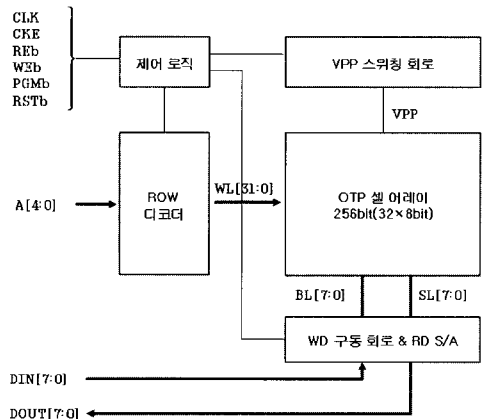 CLK
CKE
REb
WEb
PGMb
RSTb
제어 로직
VPP 스위칭 회로
VPP
A[4:0]
ROW
디코더
WL[31:0]
OTP 셀 어레이
256bit(32×8bit)
BL[7:0]
SL[7:0]
WD 구동 회로 & RD S/A
DIN[7:0]
DOUT[7:0]